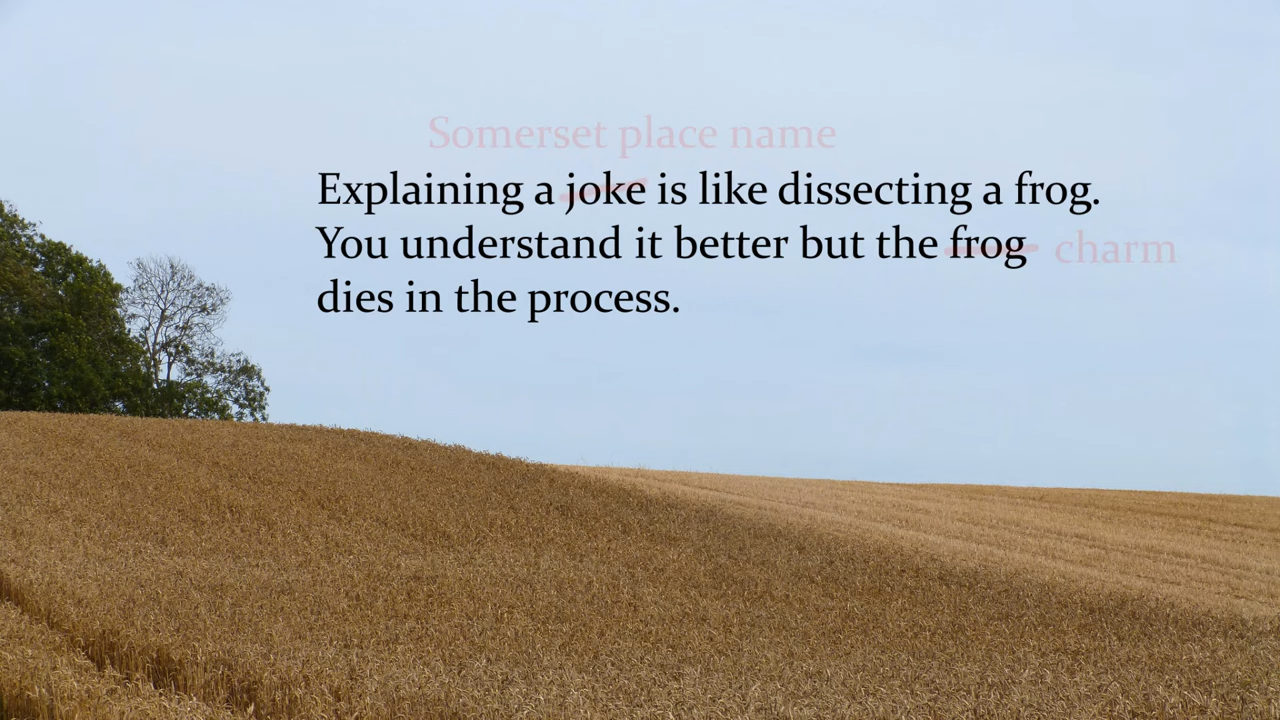 Somerset place name
Explaining a joke is like dissecting a frog.
You understand it better but the frog charm
dies in the process.